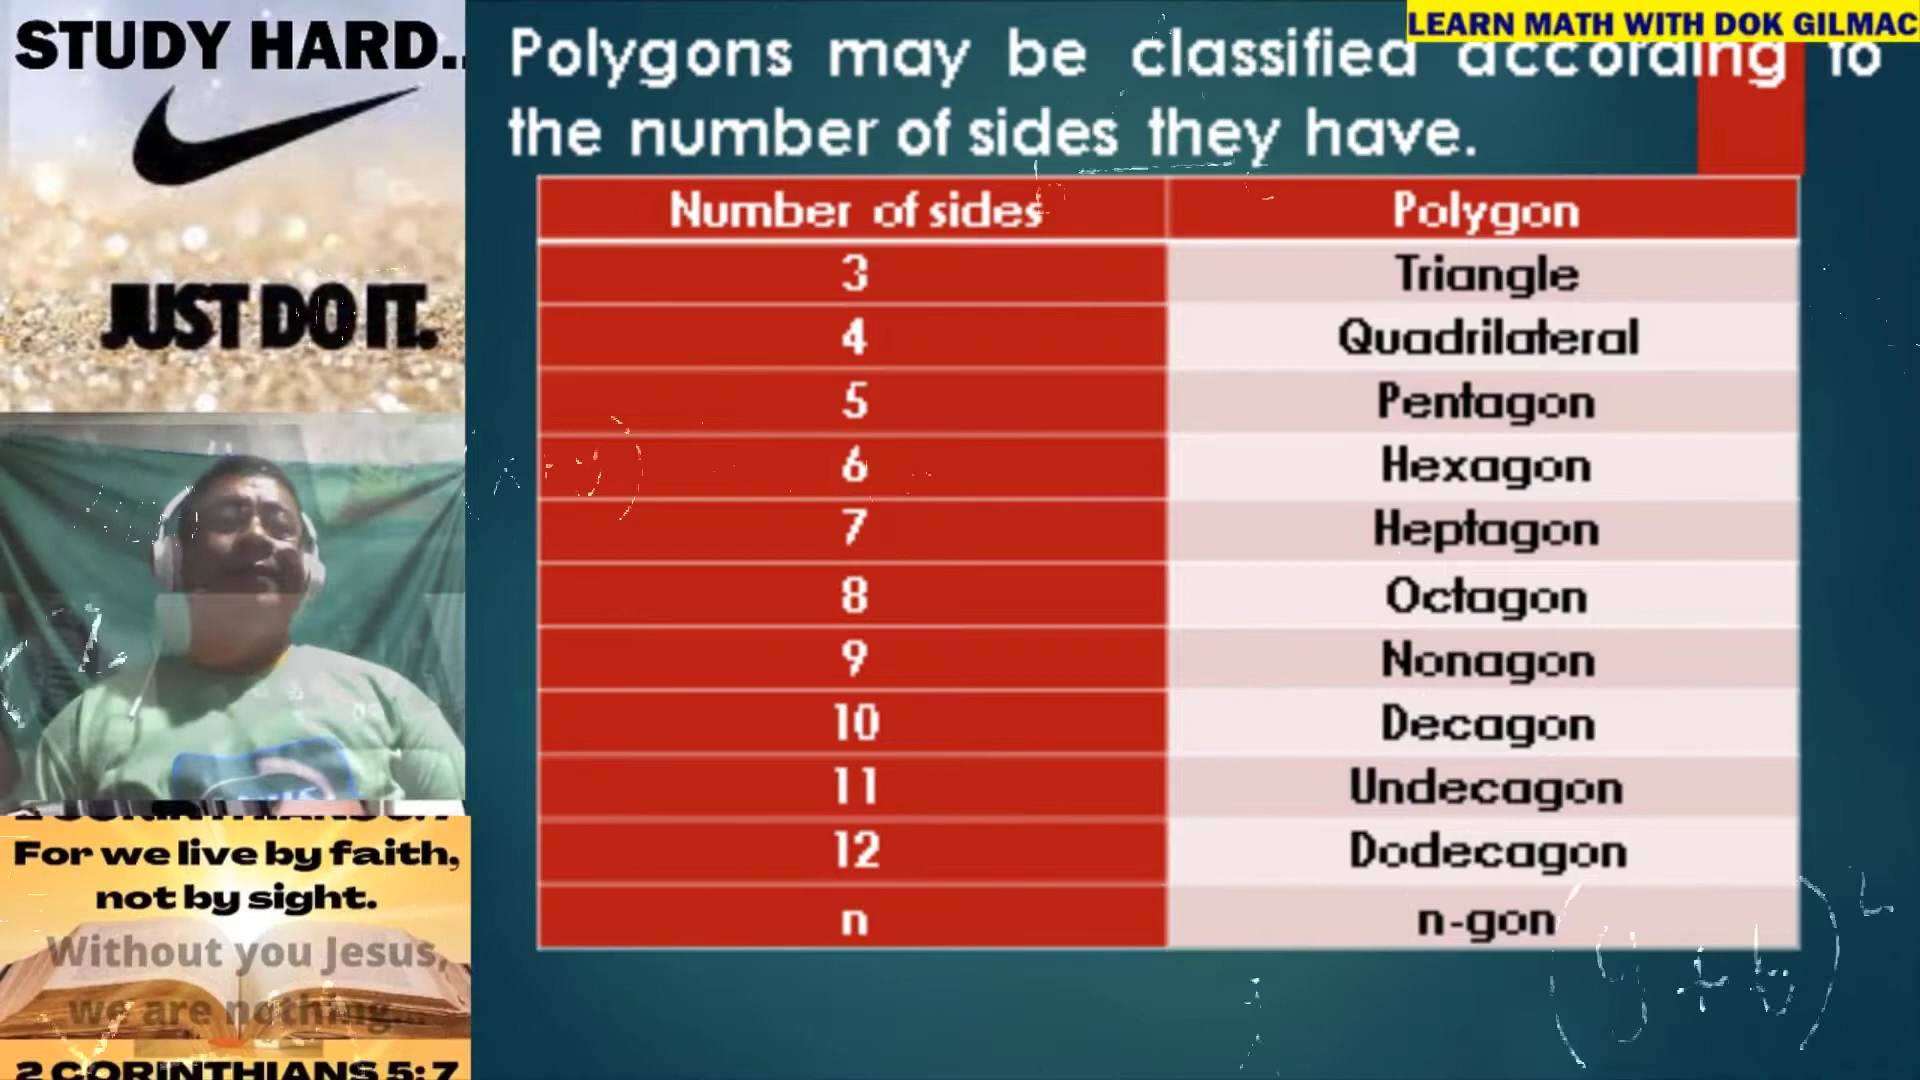 STUDY HARD..
JUST DO IT.
For we live by faith,
not by sight.
Without you Jesus,
we are nothing...
2 CORINTHIANS 5:7
LEARN MATH WITH DOK GILMAC
Polygons may be classified according to
the number of sides they have.
Number of sides Polygon
3 Triangle
4 Quadrilateral
5 Pentagon
6 Hexagon
7 Heptagon
8 Octagon
9 Nonagon
10 Decagon
11 Undecagon
12 Dodecagon
n n-gon